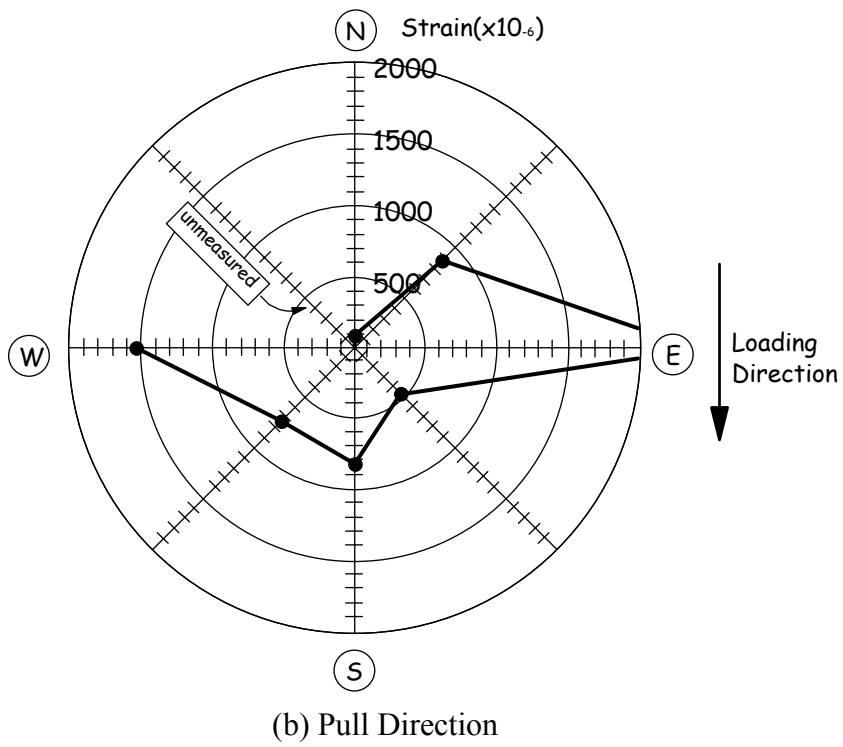 N
Strain(x10-6)
2000
1500
1000
500
unmeasured
W
E
Loading
Direction
S
(b) Pull Direction